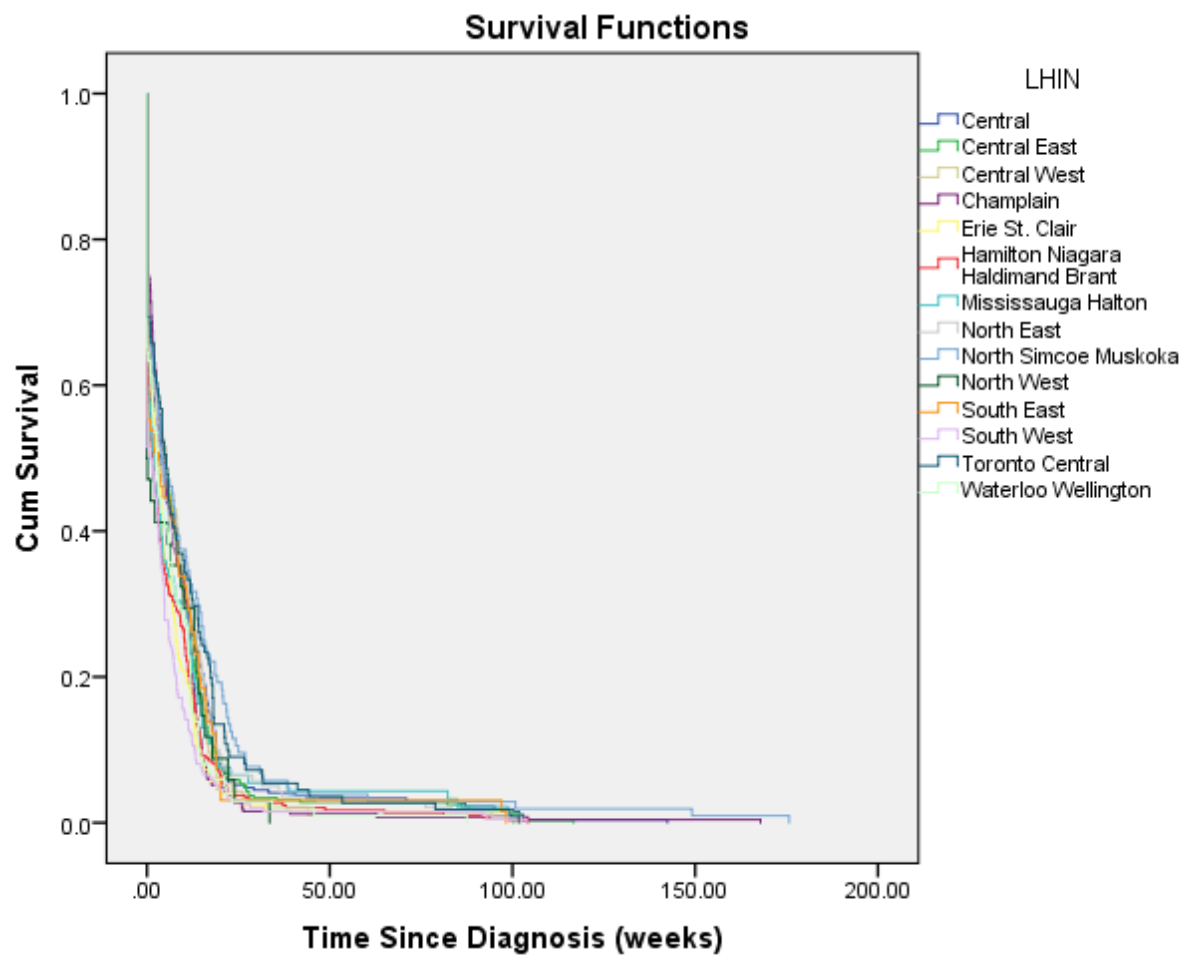 Survival Functions
LHIN
Central
Central East
Central West
Champlain
Erie St. Clair
Hamilton Niagara
Haldimand Brant
Mississauga Halton
North East
North Simcoe Muskoka
North West
South East
South West
Toronto Central
Waterloo Wellington
Cum Survival
1.0
0.8
0.6
0.4
0.2
0.0
.00
50.00
100.00
150.00
200.00
Time Since Diagnosis (weeks)